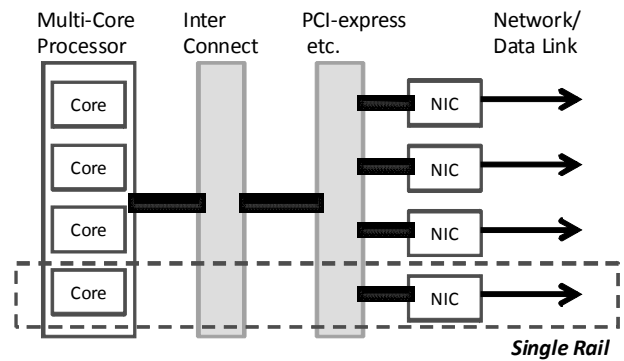 Multi-Core
Processor
Inter
Connect
PCI-express
etc.
Network/
Data Link
Core
NIC
Core
NIC
Core
NIC
Core
NIC
Single Rail